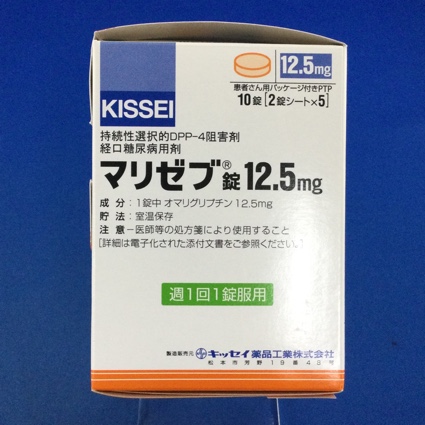 12.5mg
患者さん用パッケージ付きPTP
10錠［2錠シート×5］
KISSEI
持続性選択的DPP-4阻害剤
経口糖尿病用剤
マリゼブ®錠12.5mg
成　分：1錠中 オマリグリプチン 12.5mg
貯　法：室温保存
注　意－医師等の処方箋により使用すること
［詳細は電子化された添付文書をご参照ください。］
週1回1錠服用
製造販売元 キッセイ薬品工業株式会社
松本市芳野19番48号